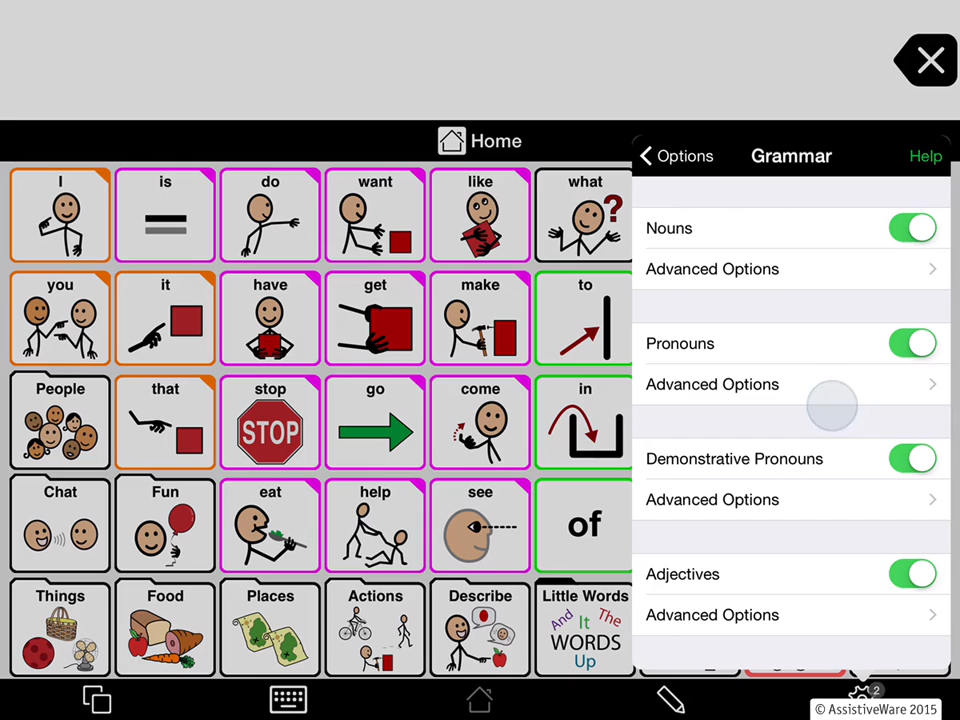 Home
Options
Grammar
Help
I
is
do
want
like
what
?
Nouns
Advanced Options
you
it
have
get
make
to
Pronouns
Advanced Options
People
that
stop
go
come
in
STOP
Demonstrative Pronouns
Advanced Options
Chat
Fun
eat
help
see
of
Adjectives
Advanced Options
Things
Food
Places
Actions
Describe
Little Words
And It The
WORDS
Up
2
© AssistiveWare 2015